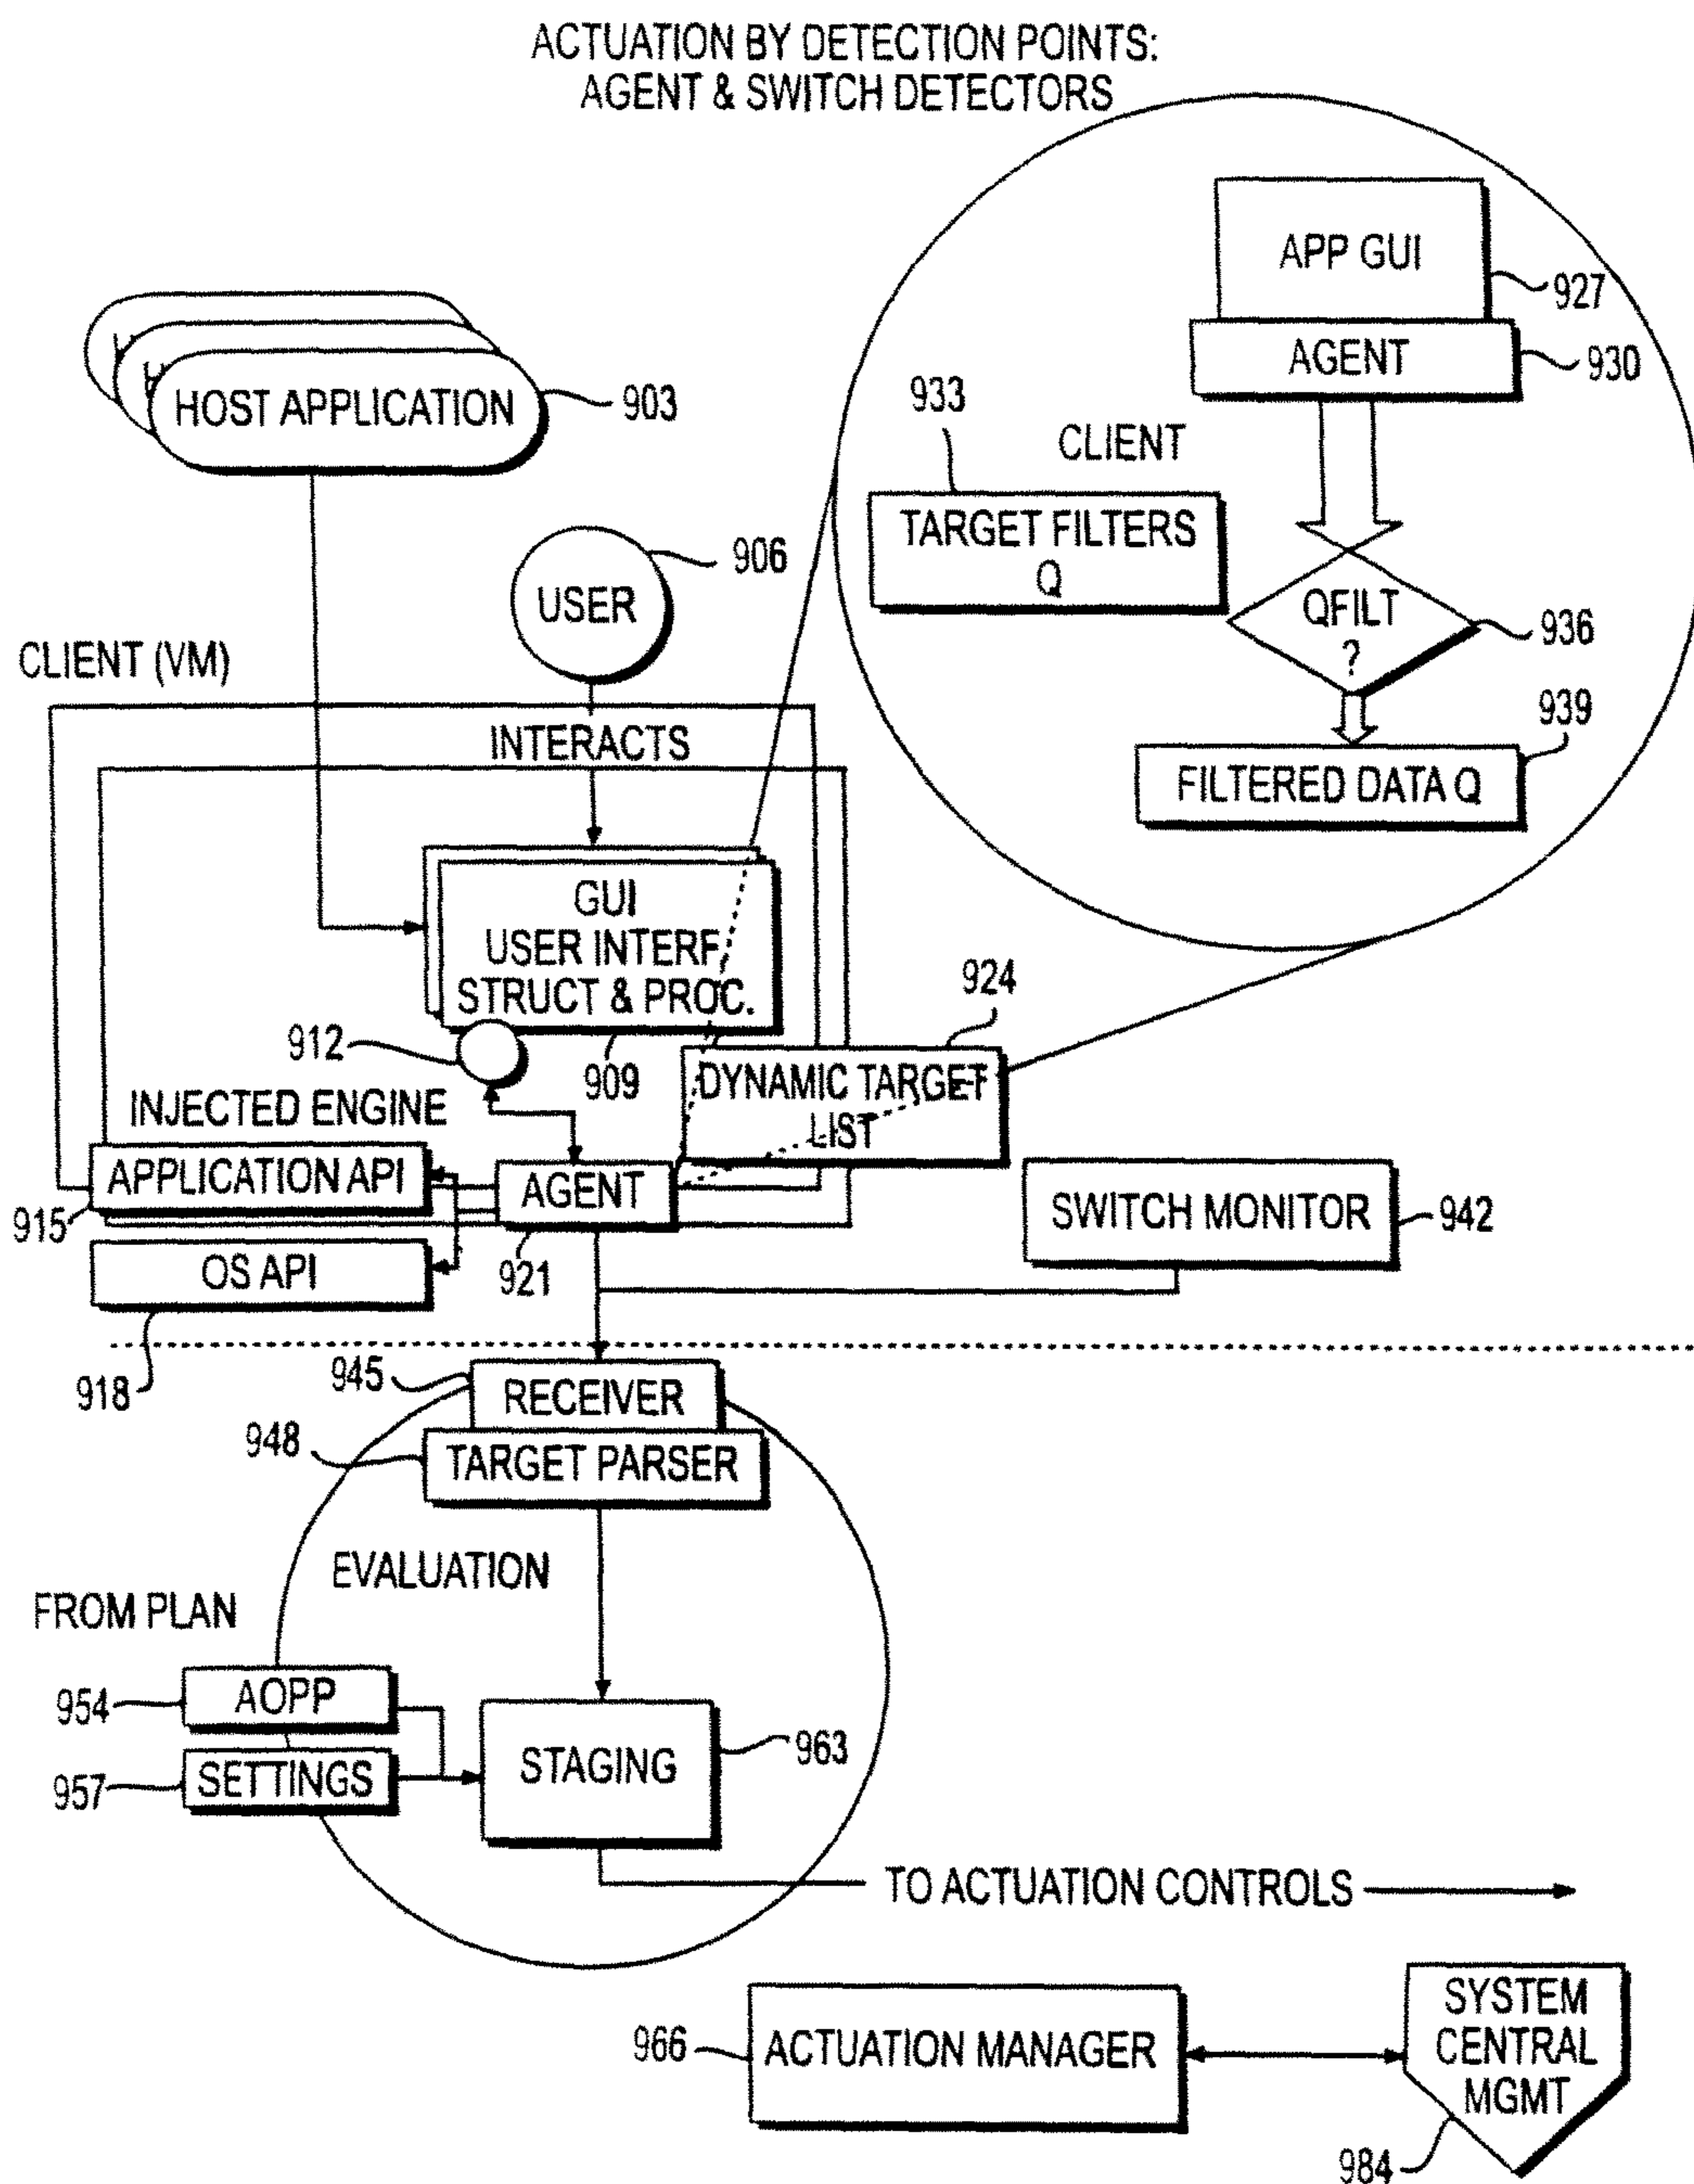 ACTUATION BY DETECTION POINTS:
AGENT & SWITCH DETECTORS
APP GUI
927
AGENT
930
933
CLIENT
TARGET FILTERS
Q
QFILT
?
936
939
FILTERED DATA Q
H
H
HOST APPLICATION
903
USER
906
CLIENT (VM)
INTERACTS
GUI
USER INTERF.
STRUCT & PROC.
912
909
924
DYNAMIC TARGET
LIST
INJECTED ENGINE
APPLICATION API
915
AGENT
921
OS API
918
SWITCH MONITOR
942
945
RECEIVER
948
TARGET PARSER
EVALUATION
FROM PLAN
954
AOPP
957
SETTINGS
STAGING
963
TO ACTUATION CONTROLS
966
ACTUATION MANAGER
SYSTEM
CENTRAL
MGMT
984